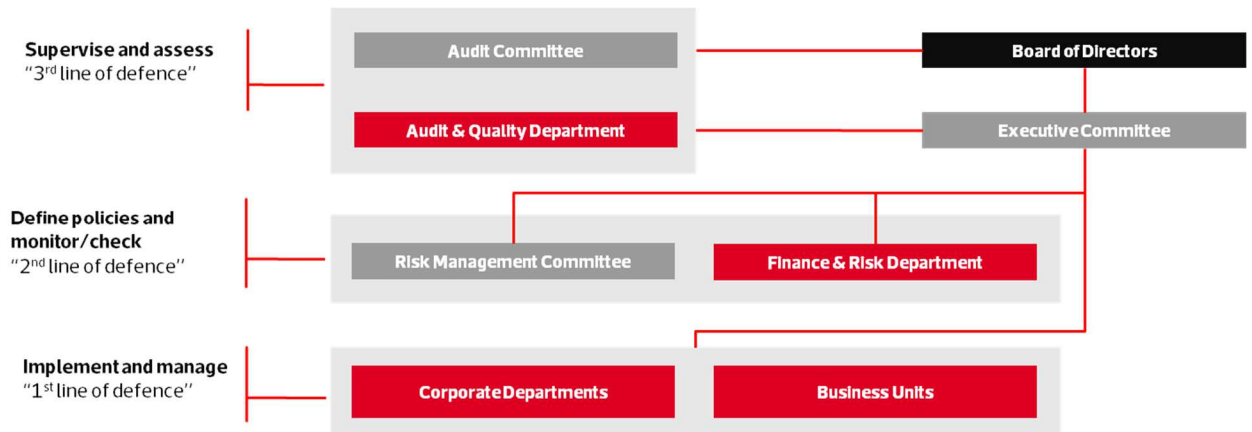 Supervise and assess
"3rd line of defence"
Audit Committee
Board of Directors
Audit & Quality Department
Executive Committee
Define policies and
monitor/check
"2nd line of defence"
Risk Management Committee
Finance & Risk Department
Implement and manage
"1st line of defence"
Corporate Departments
Business Units